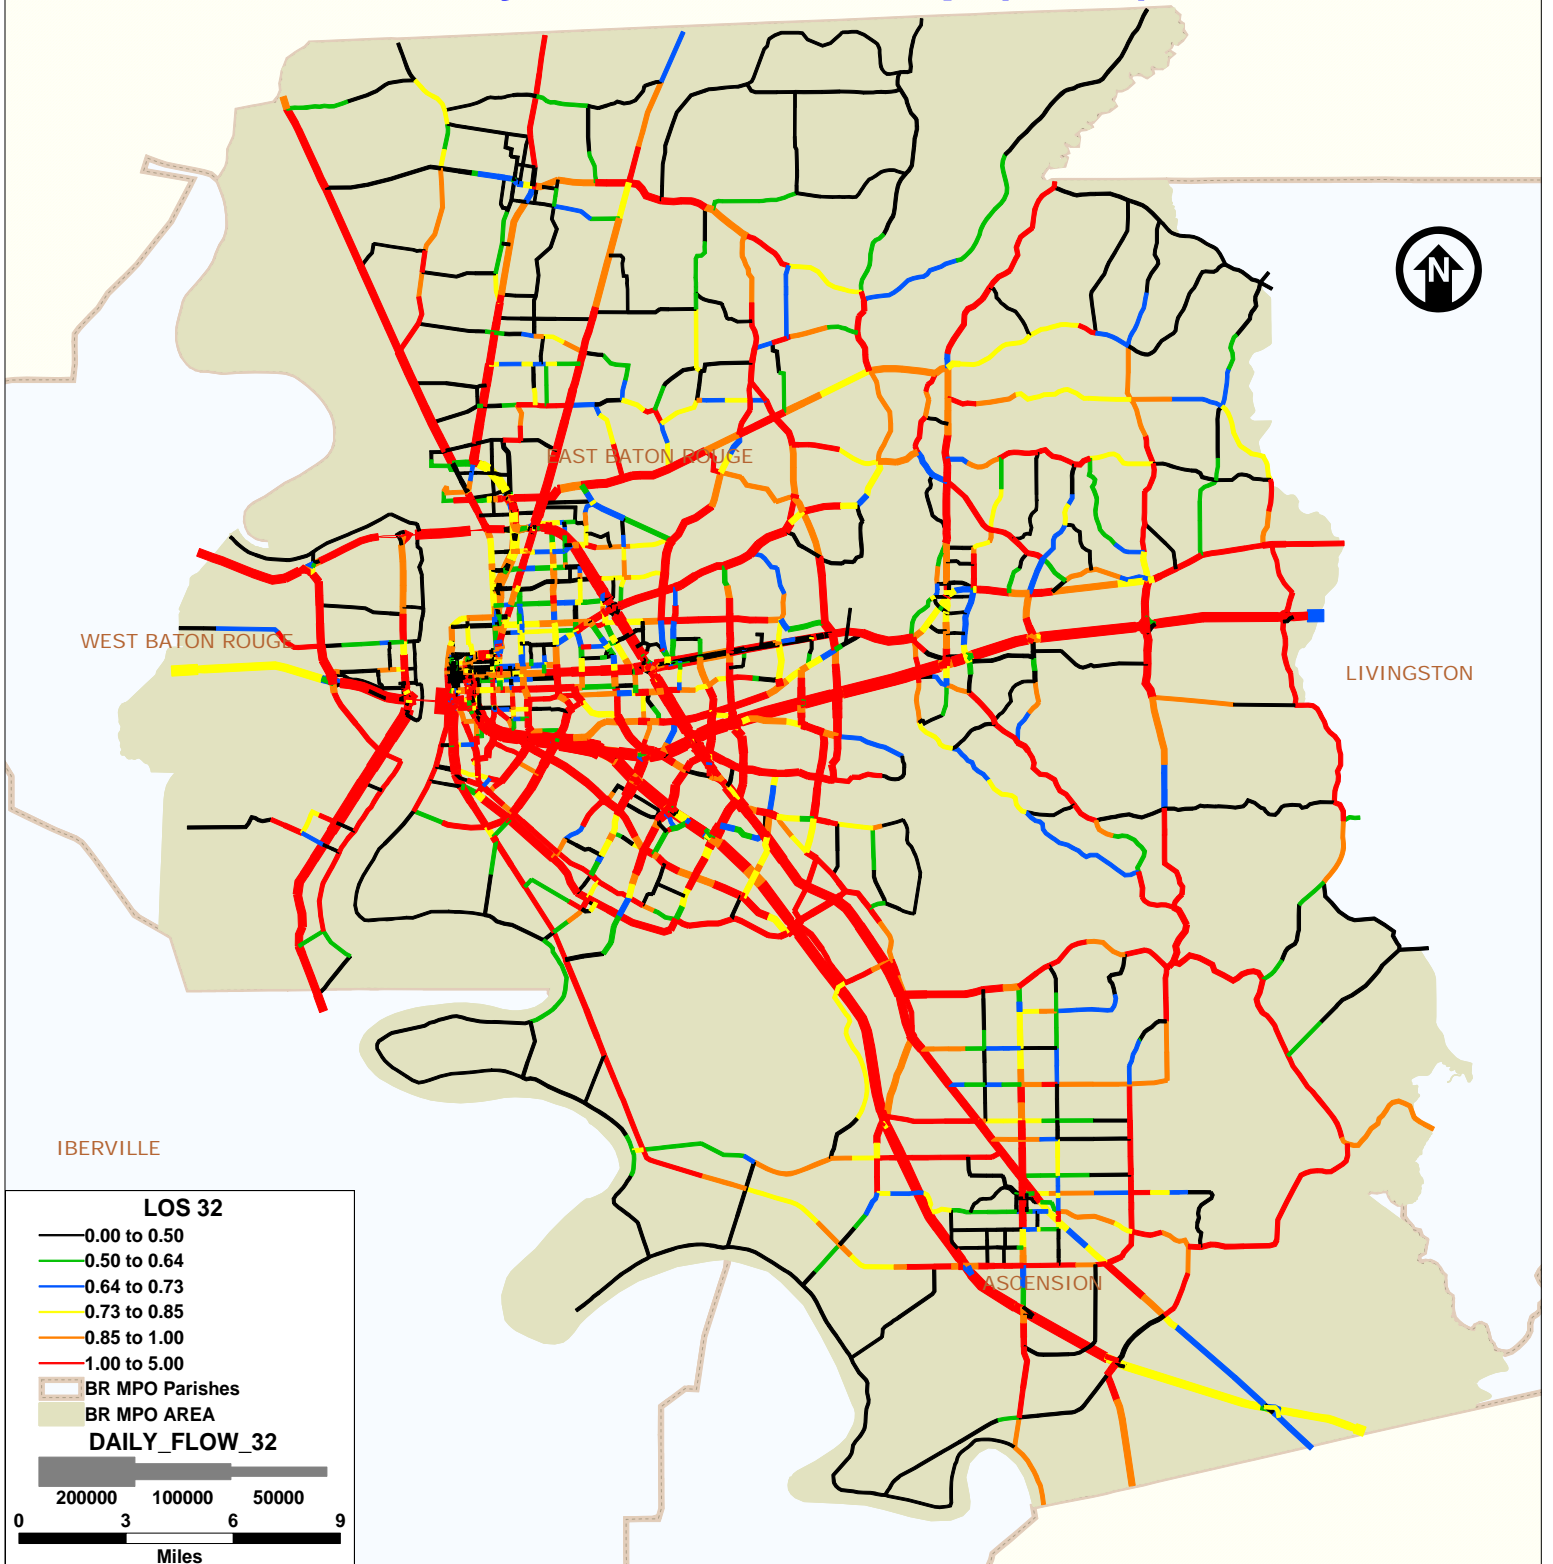 N
EAST BATON ROUGE
WEST BATON ROUGE
LIVINGSTON
IBERVILLE
ASCENSION
LOS 32
0.00 to 0.50
0.50 to 0.64
0.64 to 0.73
0.73 to 0.85
0.85 to 1.00
1.00 to 5.00
BR MPO Parishes
BR MPO AREA
DAILY_FLOW_32
200000 100000 50000
0 3 6 9
Miles